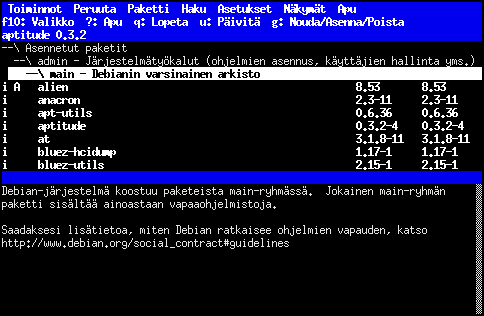 Toiminnot Peruuta Paketti Haku Asetukset Näkymät Apu
f10: Valikko ?: Apu q: Lopeta u: Päivitä g: Nouda/Asenna/Poista
aptitude 0.3.2
--\ Asennetut paketit
--\ admin - Järjestelmätyökalut (ohjelmien asennus, käyttäjien hallinta yms.)
--\ main - Debianin varsinainen arkisto
i A alien 8.53 8.53
i anacron 2.3-11 2.3-11
i apt-utils 0.6.36 0.6.36
i aptitude 0.3.2-4 0.3.2-4
i at 3.1.8-11 3.1.8-11
i bluez-hcidump 1.17-1 1.17-1
i bluez-utils 2.15-1 2.15-1
Debian-järjestelmä koostuu paketeista main-ryhmässä. Jokainen main-ryhmän
paketti sisältää ainoastaan vapaaohjelmistoja.
Saadaksesi lisätietoa, miten Debian ratkaisee ohjelmien vapauden, katso
http://www.debian.org/social_contract#guidelines